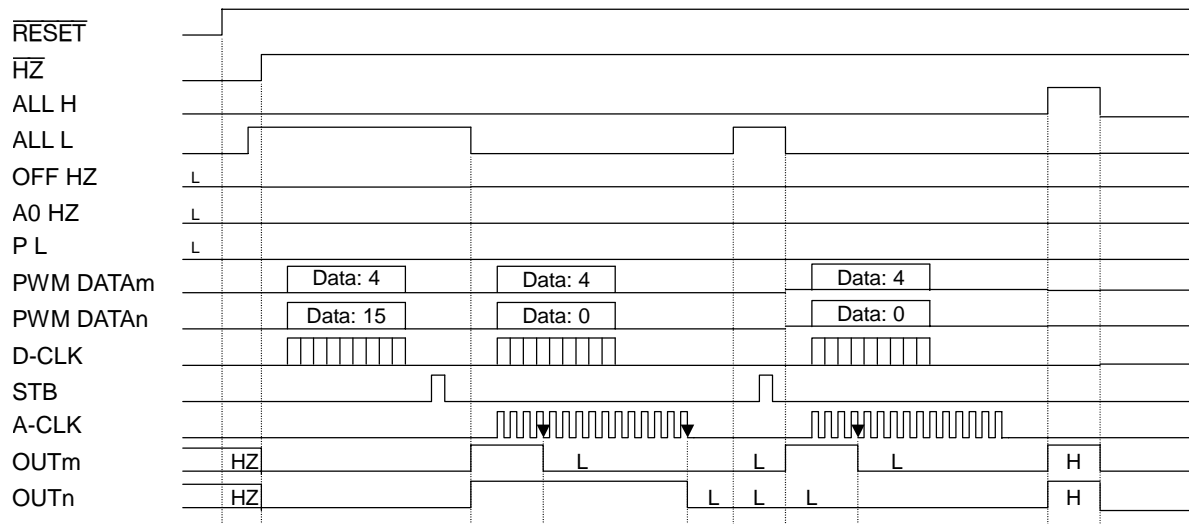 RESET
HZ
ALL H
ALL L
OFF HZ L
A0 HZ L
P L L
PWM DATAm Data: 4 Data: 4 Data: 4
PWM DATAn Data: 15 Data: 0 Data: 0
D-CLK
STB
A-CLK
OUTm HZ L L L H
OUTn HZ L L L H